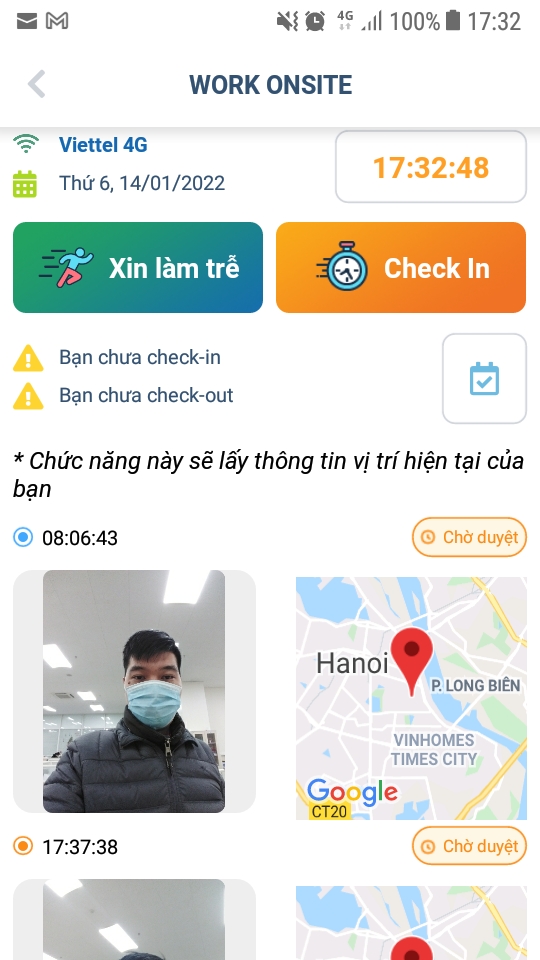 4G 100% 17:32
WORK ONSITE
Viettel 4G
Thứ 6, 14/01/2022
17:32:48
Xin làm trễ
Check In
Bạn chưa check-in
Bạn chưa check-out
* Chức năng này sẽ lấy thông tin vị trí hiện tại của
bạn
08:06:43
Chờ duyệt
Hanoi
P. LONG BIÊN
VINHOMES
TIMES CITY
Google
CT20
17:37:38
Chờ duyệt